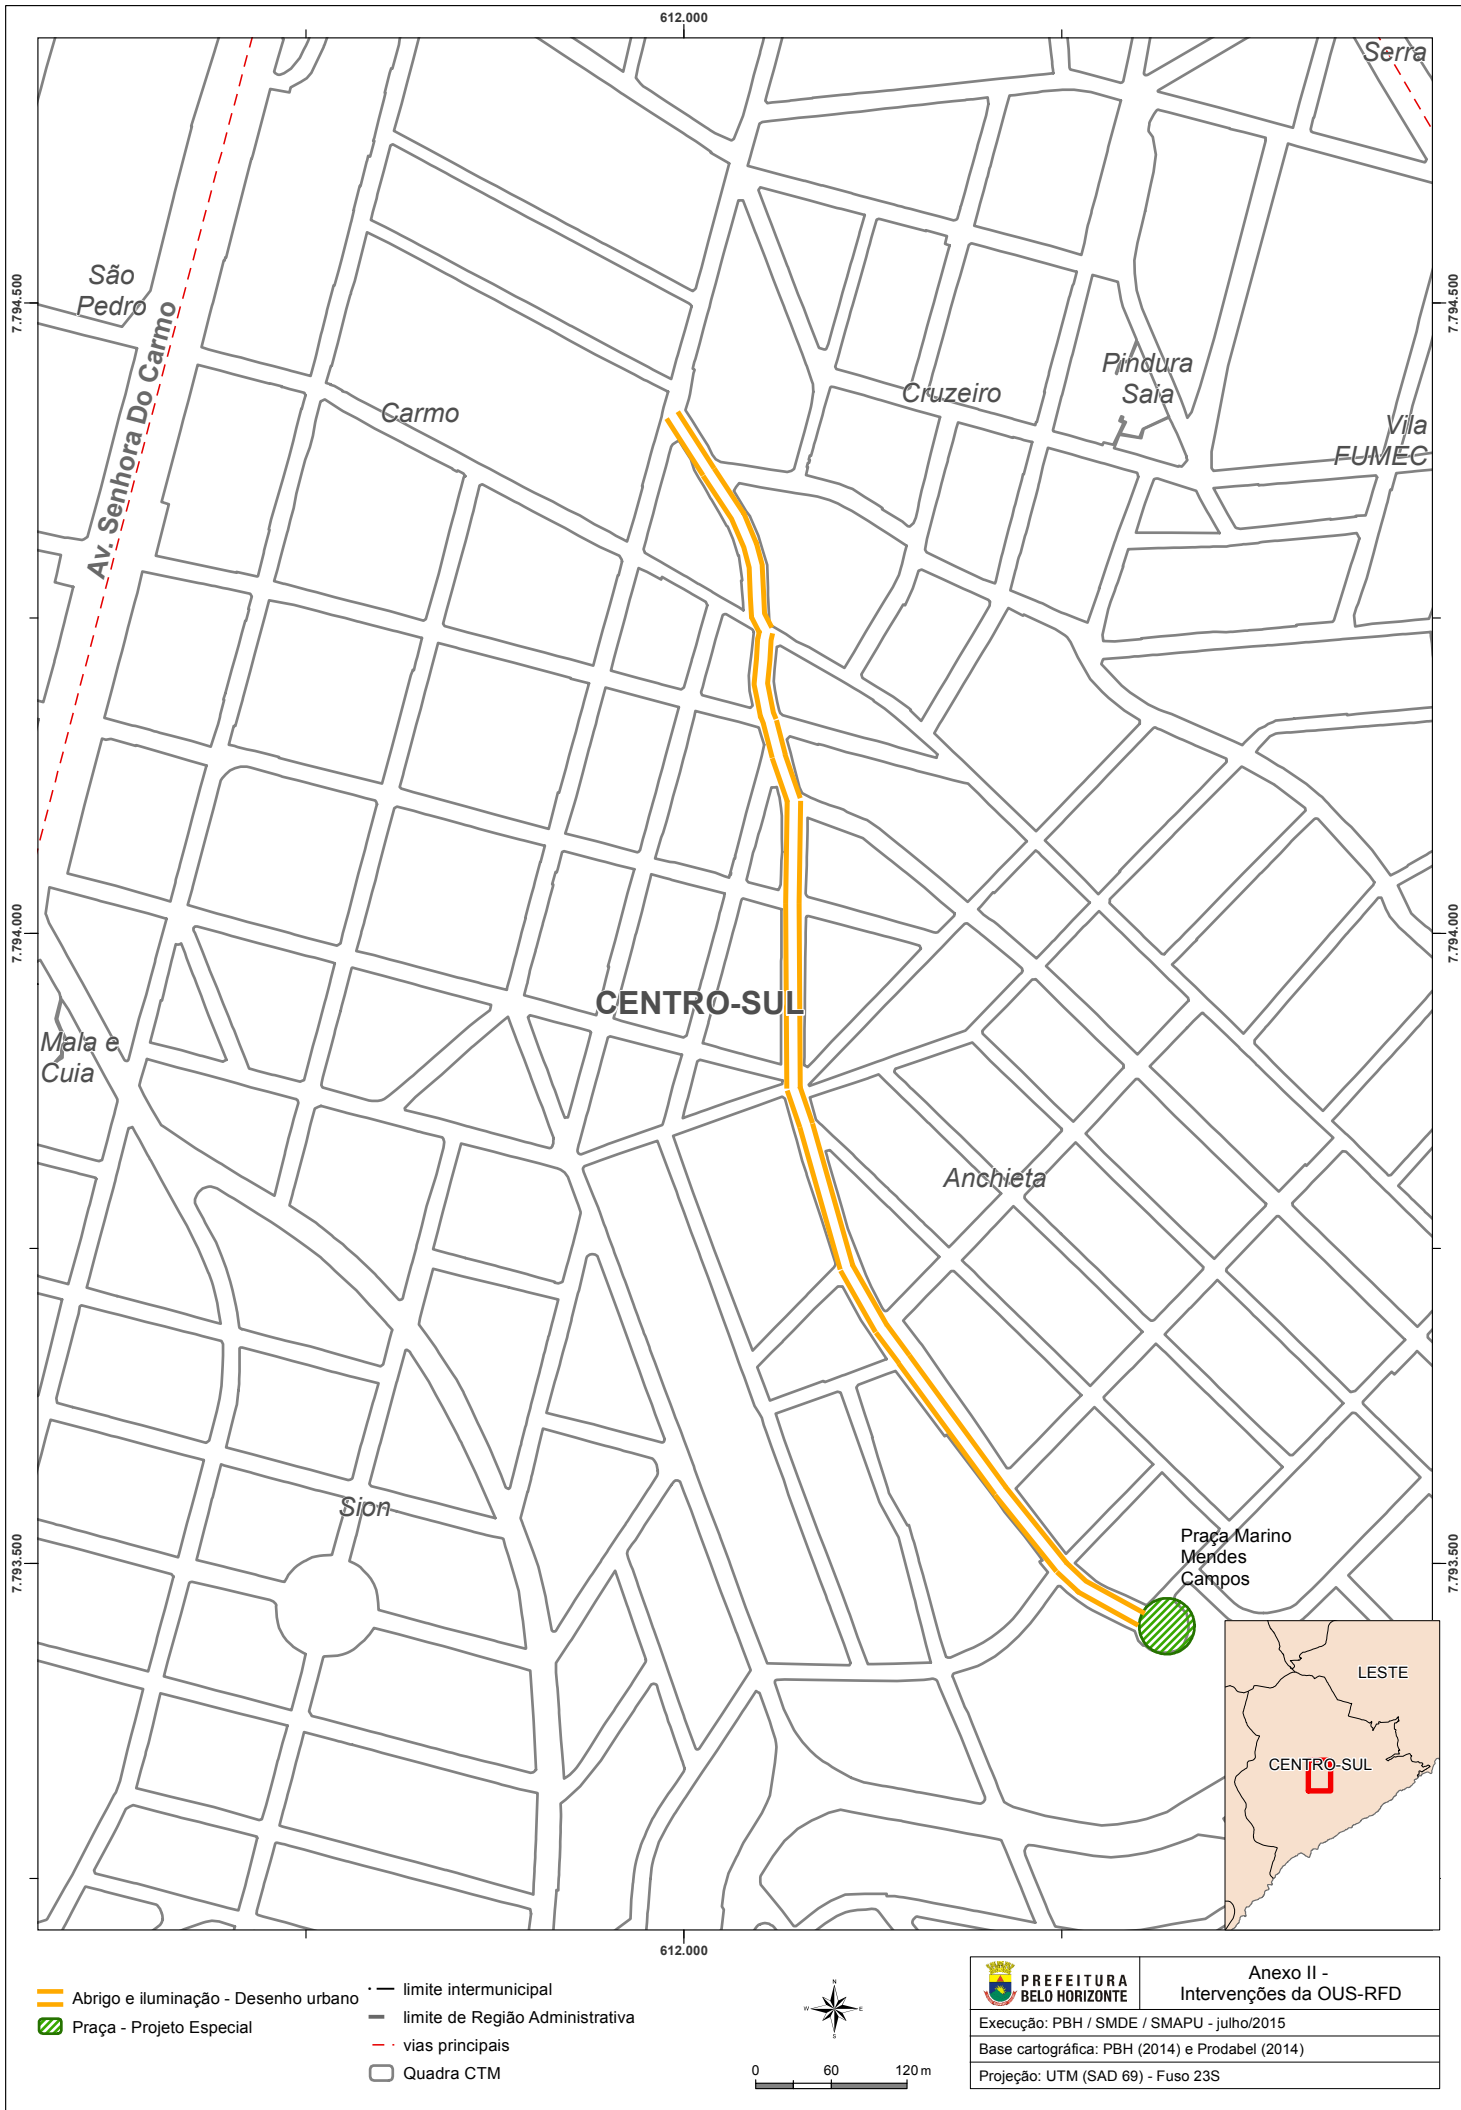 612.000
Serra
São
Pedro
7.794.500
7.794.500
Av. Senhora Do Carmo
Pindura
Saia
Cruzeiro
Carmo
Vila
FUMEC
7.794.000
7.794.000
CENTRO-SUL
Mala e
Cuia
Anchieta
Sion
Praça Marino
Mendes
Campos
7.793.500
7.793.500
LESTE
CENTRO-SUL
612.000
Abrigo e iluminação - Desenho urbano
Praça - Projeto Especial
limite intermunicipal
limite de Região Administrativa
vias principais
Quadra CTM
N
W E
S
0 60 120 m
PREFEITURA
BELO HORIZONTE
Anexo II -
Intervenções da OUS-RFD
Execução: PBH / SMDE / SMAPU - julho/2015
Base cartográfica: PBH (2014) e Prodabel (2014)
Projeção: UTM (SAD 69) - Fuso 23S